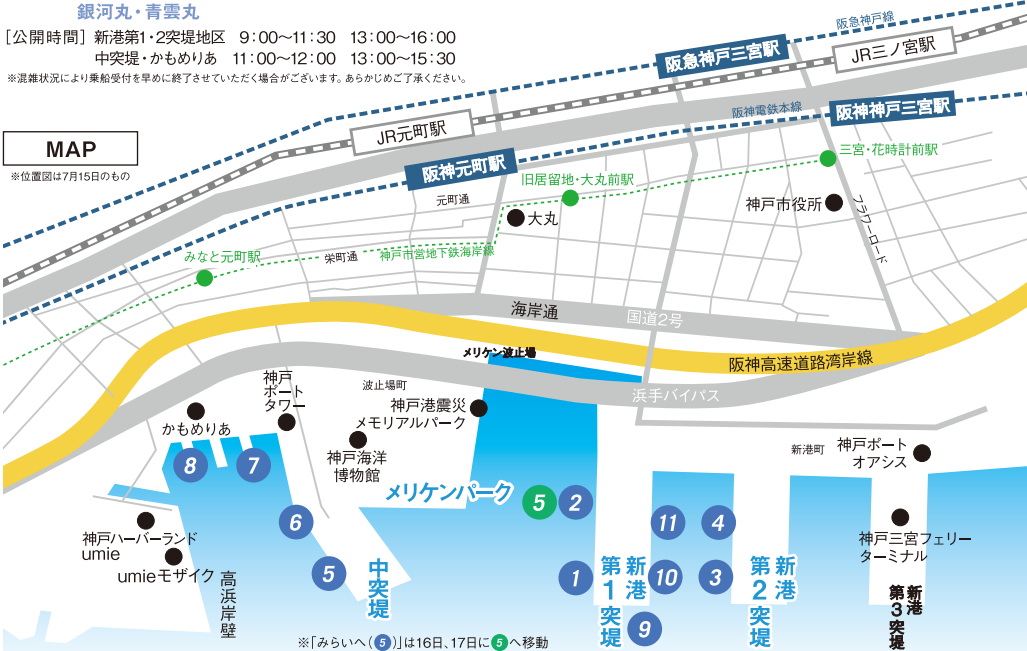 銀河丸・青雲丸
［公開時間］ 新港第1・2突堤地区　9：00〜11：30　13：00〜16：00
中突堤・かもめりあ　11：00〜12：00　13：00〜15：30
※混雑状況により乗船受付を早めに終了させていただく場合がございます。あらかじめご了承ください。
MAP
※位置図は7月15日のもの
阪急神戸線
阪急神戸三宮駅
JR三ノ宮駅
JR元町駅
阪神電鉄本線
阪神神戸三宮駅
阪神元町駅
三宮・花時計前駅
旧居留地・大丸前駅
元町通
大丸
神戸市役所
フラワーロード
みなと元町駅
栄町通
神戸市営地下鉄海岸線
海岸通
国道2号
メリケン波止場
阪神高速道路湾岸線
浜手バイパス
神戸
ポート
タワー
波止場町
神戸港震災
メモリアルパーク
かもめりあ
神戸海洋
博物館
新港町
神戸ポート
オアシス
8
7
メリケンパーク
5
2
6
11
4
神戸ハーバーランド
umie
umieモザイク
神戸三宮フェリー
ターミナル
高浜岸壁
5
中突堤
1
新港
第1突堤
10
3
新港
第2突堤
新港
第3突堤
9
※「みらいへ（5）」は16日、17日に5へ移動